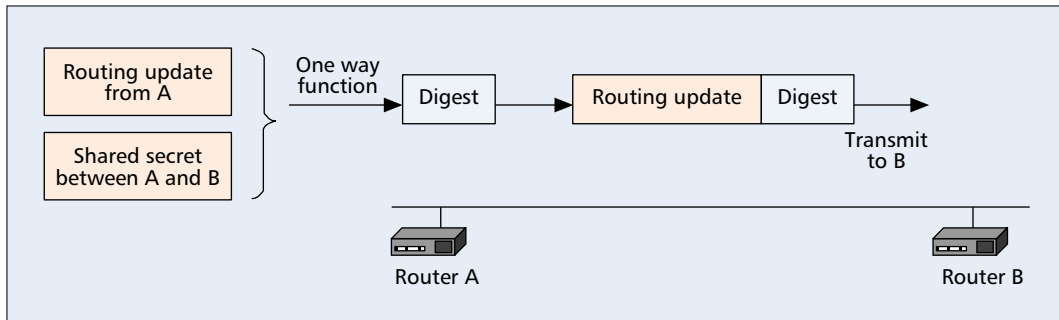 Routing update
from A
Shared secret
between A and B
One way
function
Digest
Routing update
Digest
Transmit
to B
Router A
Router B